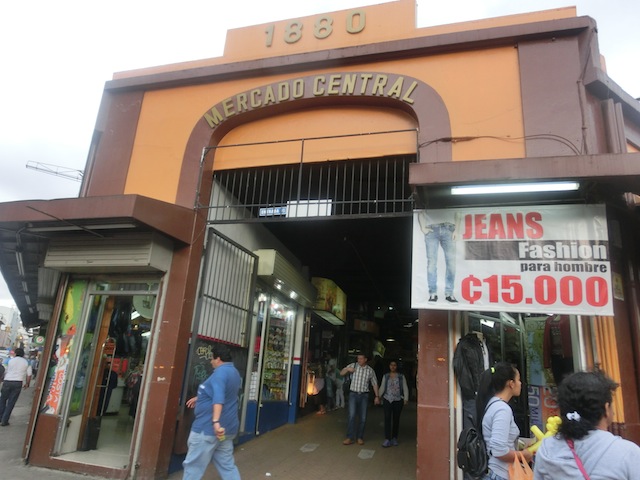 1880
MERCADO CENTRAL
JEANS
Fashion
para hombre
₡15.000